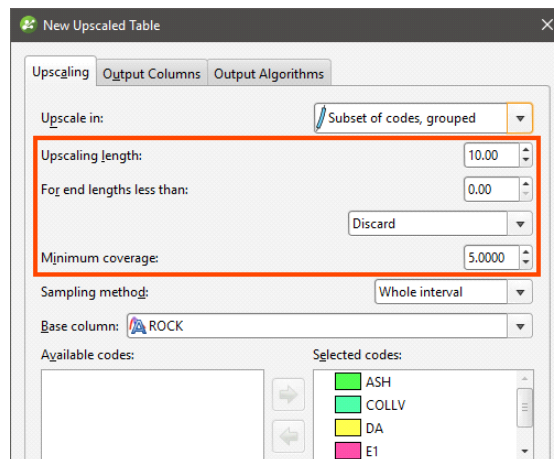 New Upscaled Table
Upscaling Output Columns Output Algorithms
Upscale in: Subset of codes, grouped
Upscaling length: 10.00
For end lengths less than: 0.00
Discard
Minimum coverage: 5.0000
Sampling method: Whole interval
Base column: ROCK
Available codes: Selected codes:
ASH
COLLV
DA
E1